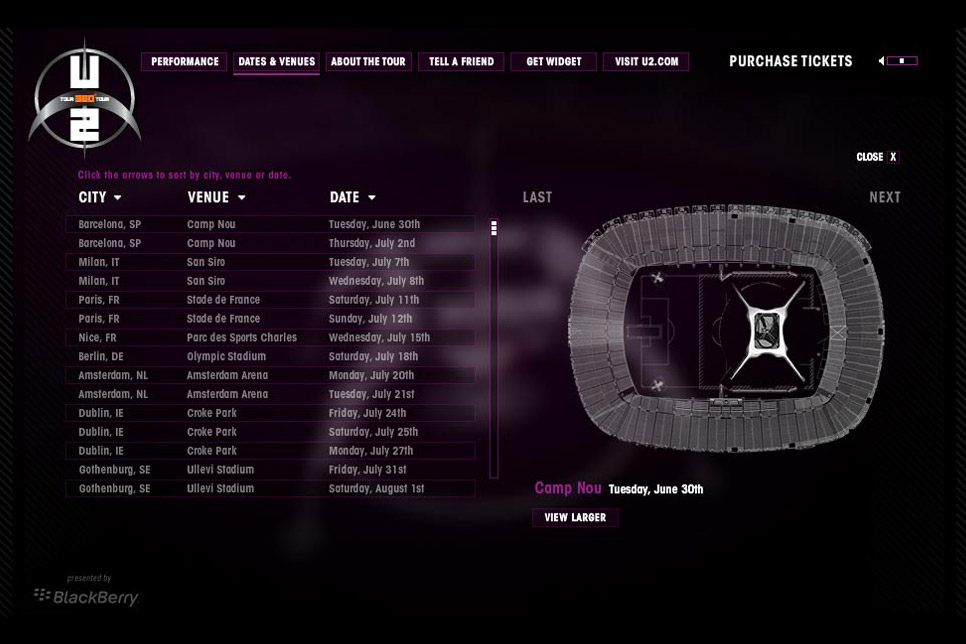 U
TOUR 360° TOUR
2
PERFORMANCE DATES & VENUES ABOUT THE TOUR TELL A FRIEND GET WIDGET VISIT U2.COM PURCHASE TICKETS
CLOSE X
Click the arrows to sort by city, venue or date.
CITY VENUE DATE LAST NEXT
Barcelona, SP Camp Nou Tuesday, June 30th
Barcelona, SP Camp Nou Thursday, July 2nd
Milan, IT San Siro Tuesday, July 7th
Milan, IT San Siro Wednesday, July 8th
Paris, FR Stade de France Saturday, July 11th
Paris, FR Stade de France Sunday, July 12th
Nice, FR Parc des Sports Charles Wednesday, July 15th
Berlin, DE Olympic Stadium Saturday, July 18th
Amsterdam, NL Amsterdam Arena Monday, July 20th
Amsterdam, NL Amsterdam Arena Tuesday, July 21st
Dublin, IE Croke Park Friday, July 24th
Dublin, IE Croke Park Saturday, July 25th
Dublin, IE Croke Park Monday, July 27th
Gothenburg, SE Ullevi Stadium Friday, July 31st
Gothenburg, SE Ullevi Stadium Saturday, August 1st
Camp Nou Tuesday, June 30th
VIEW LARGER
presented by
BlackBerry